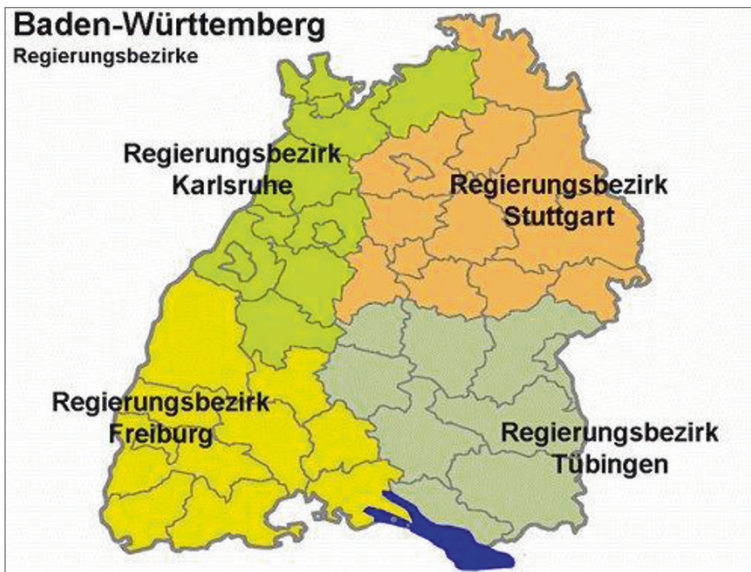 Baden-Württemberg
Regierungsbezirke
Regierungsbezirk
Karlsruhe
Regierungsbezirk
Stuttgart
Regierungsbezirk
Freiburg
Regierungsbezirk
Tübingen